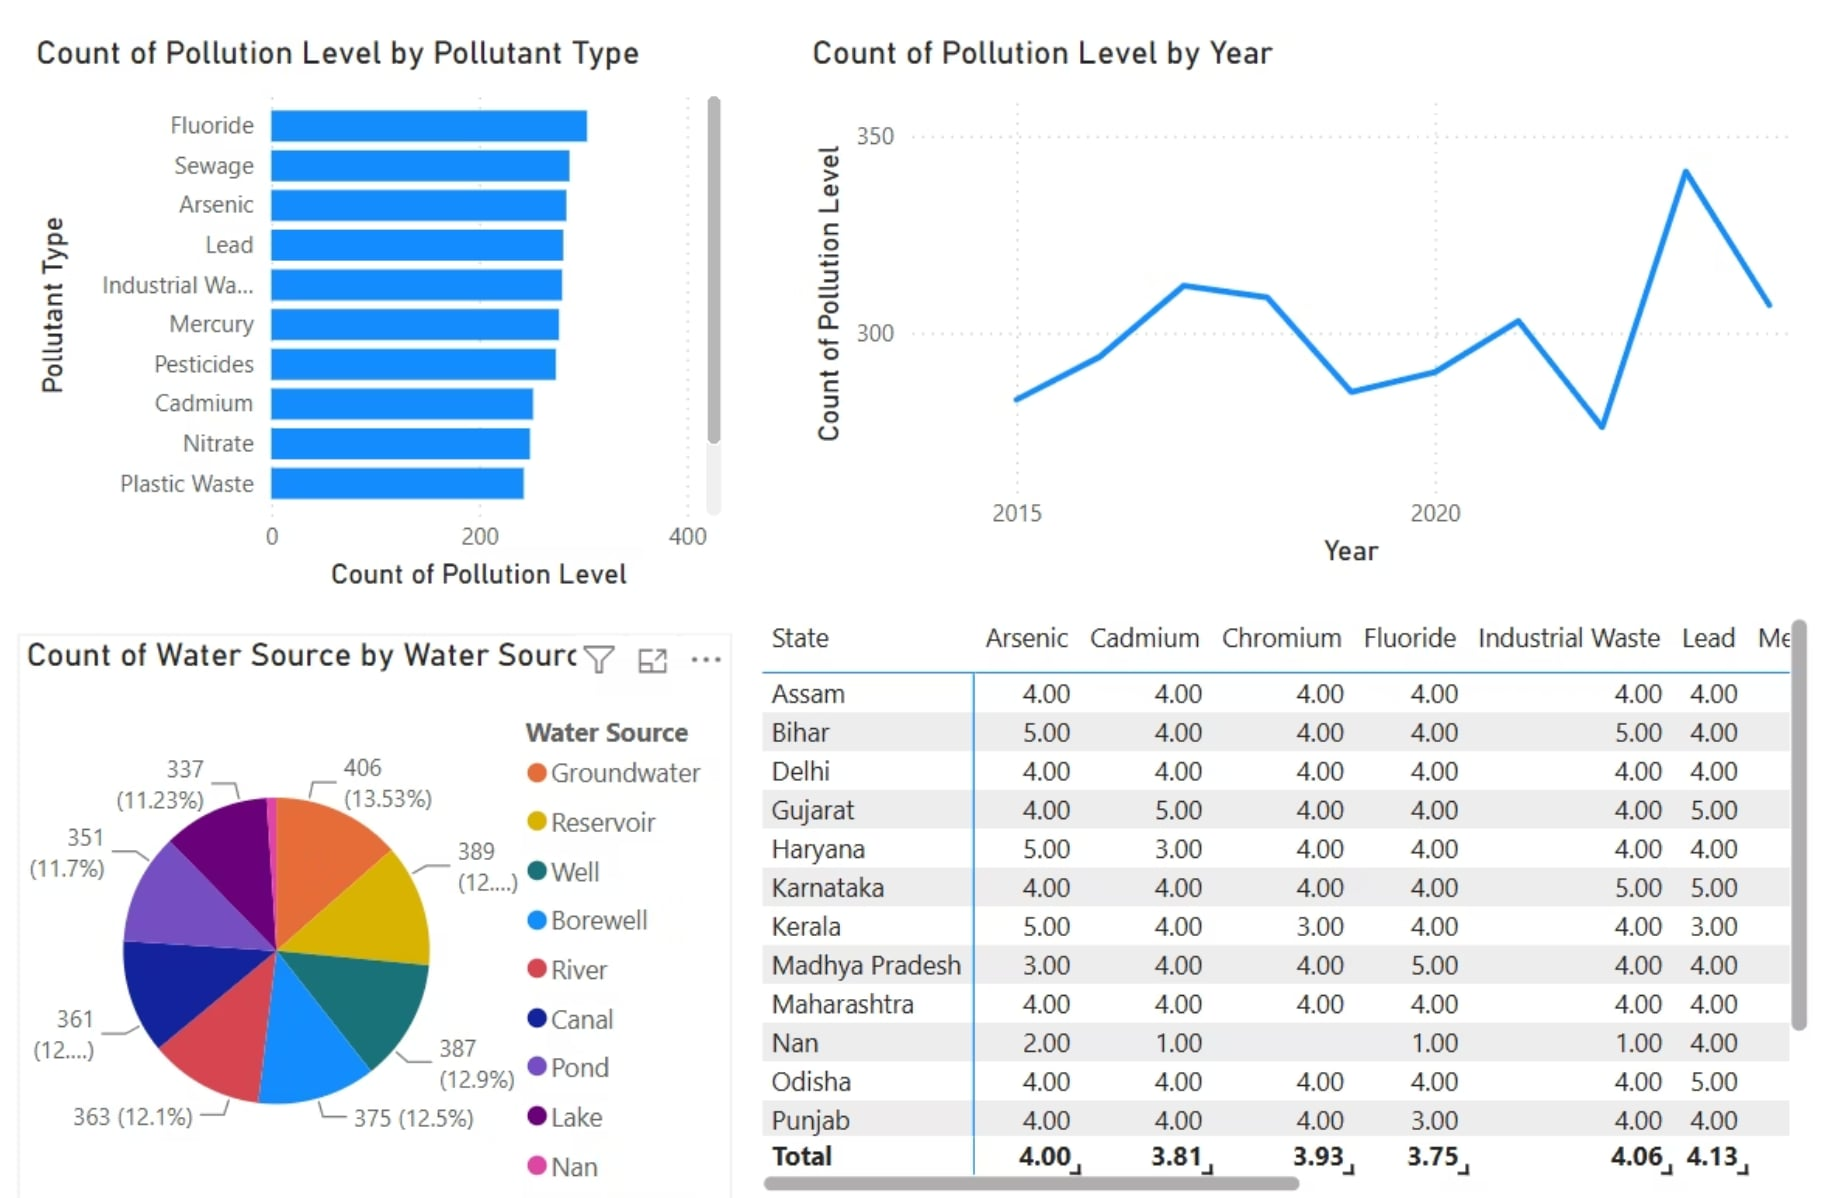 Count of Pollution Level by Pollutant Type
Pollutant Type
Fluoride
Sewage
Arsenic
Lead
Industrial Wa...
Mercury
Pesticides
Cadmium
Nitrate
Plastic Waste
0 200 400
Count of Pollution Level
Count of Pollution Level by Year
Count of Pollution Level
350
300
2015 2020
Year
Count of Water Source by Water Sourc
337
(11.23%)
406
(13.53%)
351
(11.7%)
389
(12....)
361
(12....)
387
(12.9%)
363 (12.1%)
375 (12.5%)
Water Source
Groundwater
Reservoir
Well
Borewell
River
Canal
Pond
Lake
Nan
State Arsenic Cadmium Chromium Fluoride Industrial Waste Lead Me
Assam 4.00 4.00 4.00 4.00 4.00 4.00
Bihar 5.00 4.00 4.00 4.00 5.00 4.00
Delhi 4.00 4.00 4.00 4.00 4.00 4.00
Gujarat 4.00 5.00 4.00 4.00 4.00 5.00
Haryana 5.00 3.00 4.00 4.00 4.00 4.00
Karnataka 4.00 4.00 4.00 4.00 5.00 5.00
Kerala 5.00 4.00 3.00 4.00 4.00 3.00
Madhya Pradesh 3.00 4.00 4.00 5.00 4.00 4.00
Maharashtra 4.00 4.00 4.00 4.00 4.00 4.00
Nan 2.00 1.00 1.00 1.00 4.00
Odisha 4.00 4.00 4.00 4.00 4.00 5.00
Punjab 4.00 4.00 4.00 3.00 4.00 4.00
Total 4.00 3.81 3.93 3.75 4.06 4.13